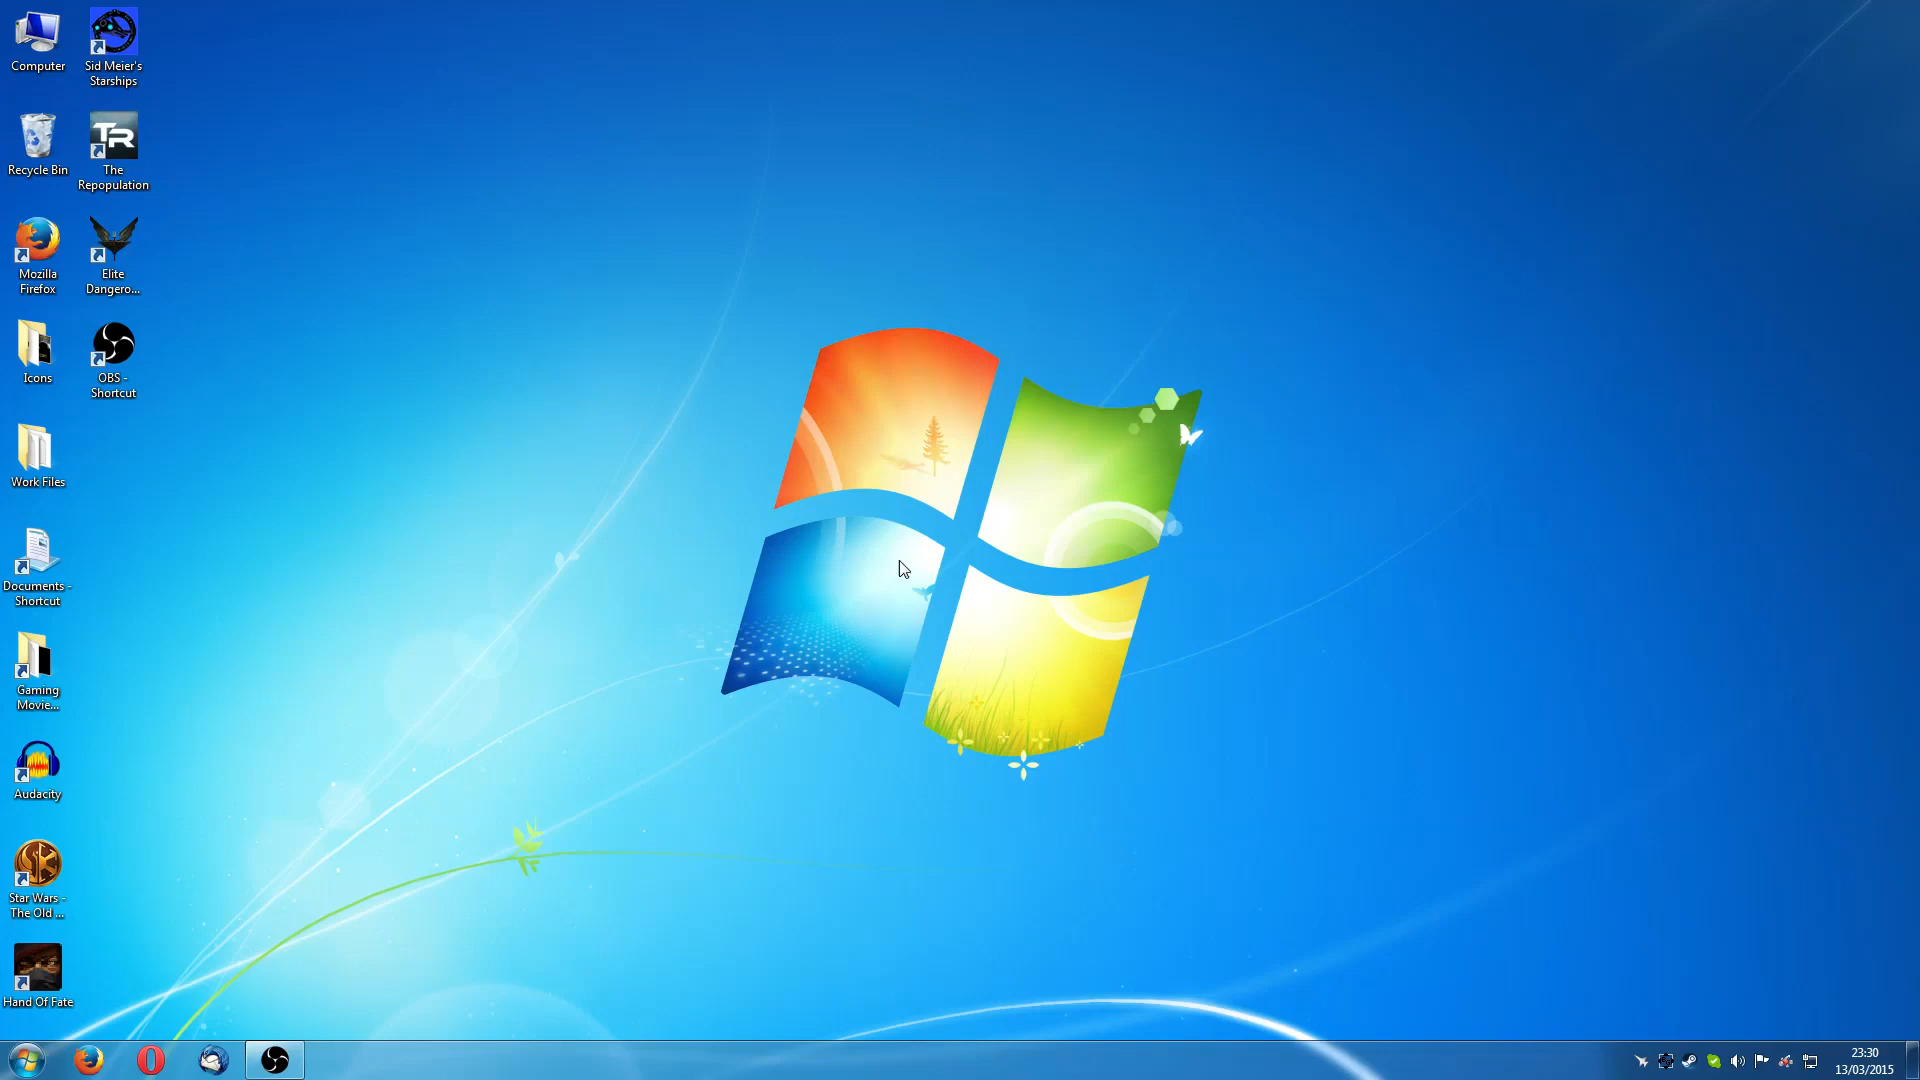 Computer
Sid Meier's
Starships
Recycle Bin
TR
The
Repopulation
Mozilla
Firefox
Elite
Dangero...
Icons
OBS -
Shortcut
Work Files
Documents -
Shortcut
Gaming
Movie...
Audacity
Star Wars -
The Old ...
Hand Of Fate
23:30
13/03/2015